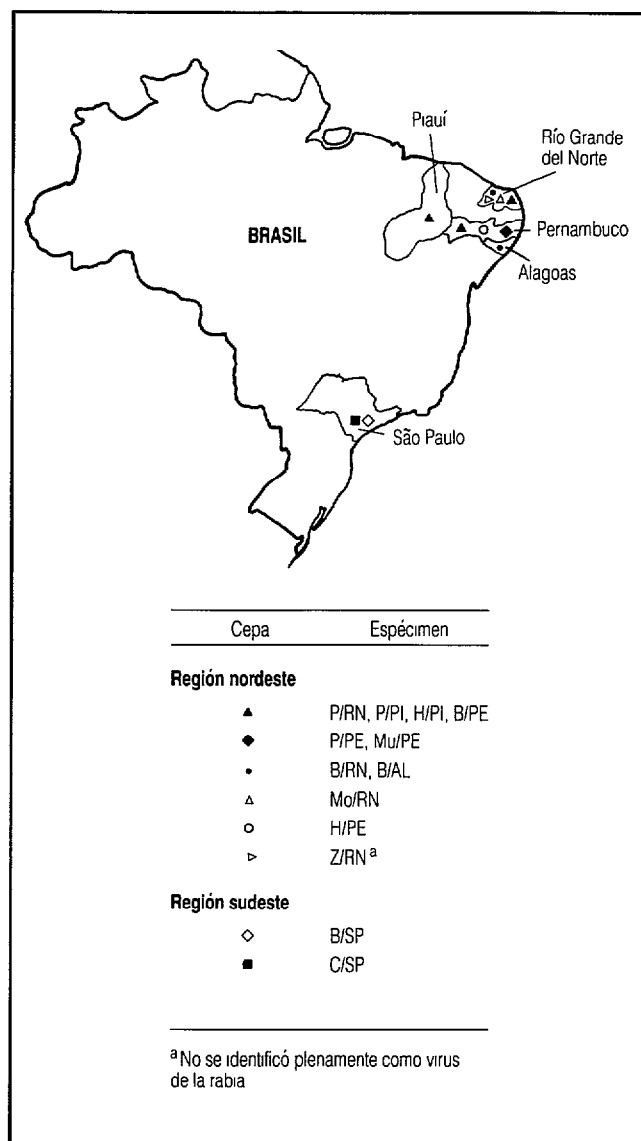 Piauí
Río Grande
del Norte
BRASIL
Pernambuco
Alagoas
São Paulo
Cepa Espécimen
Región nordeste
▲ P/RN, P/PI, H/PI, B/PE
◆ P/PE, Mu/PE
• B/RN, B/AL
△ Mo/RN
○ H/PE
▷ Z/RN a
Región sudeste
◇ B/SP
■ C/SP
a No se identificó plenamente como virus
de la rabia